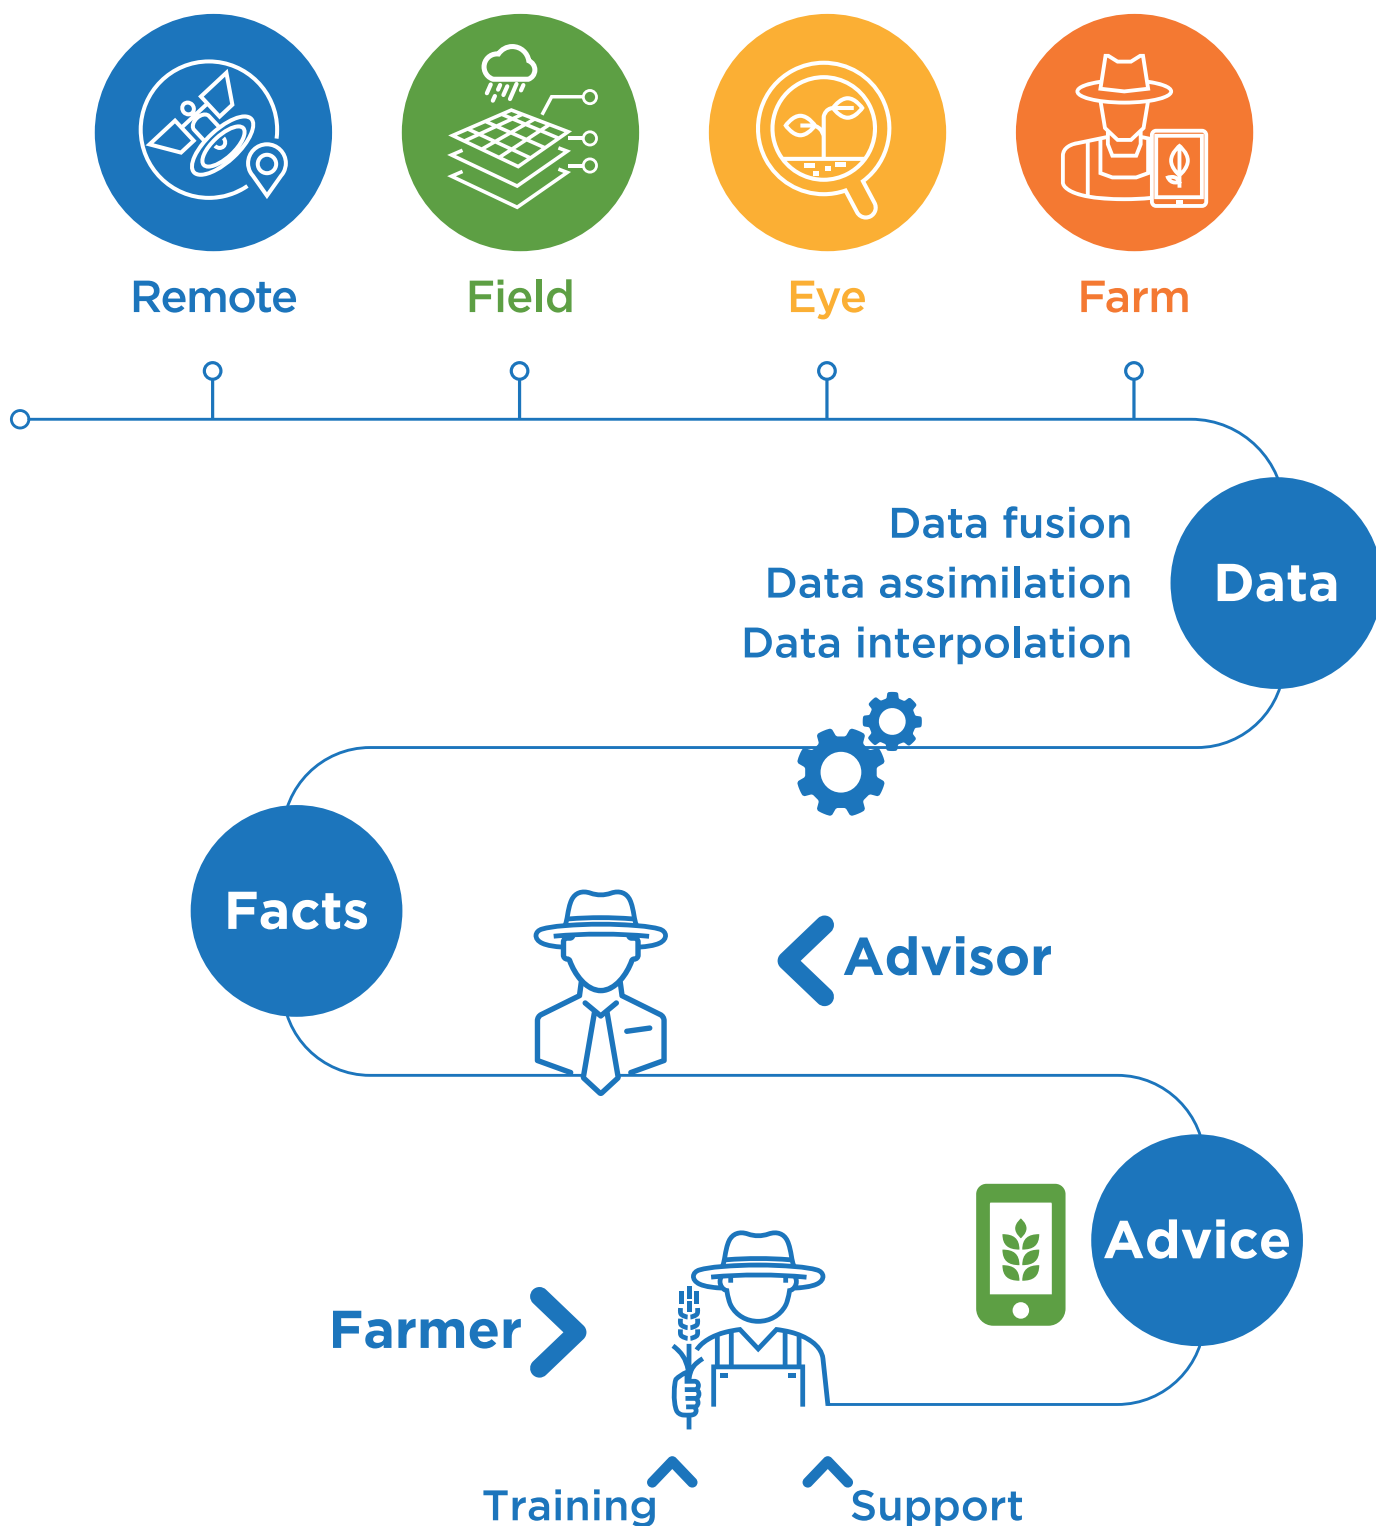 Remote
Field
Eye
Farm
Data fusion
Data assimilation
Data interpolation
Data
Facts
Advisor
Advice
Farmer
Training
Support